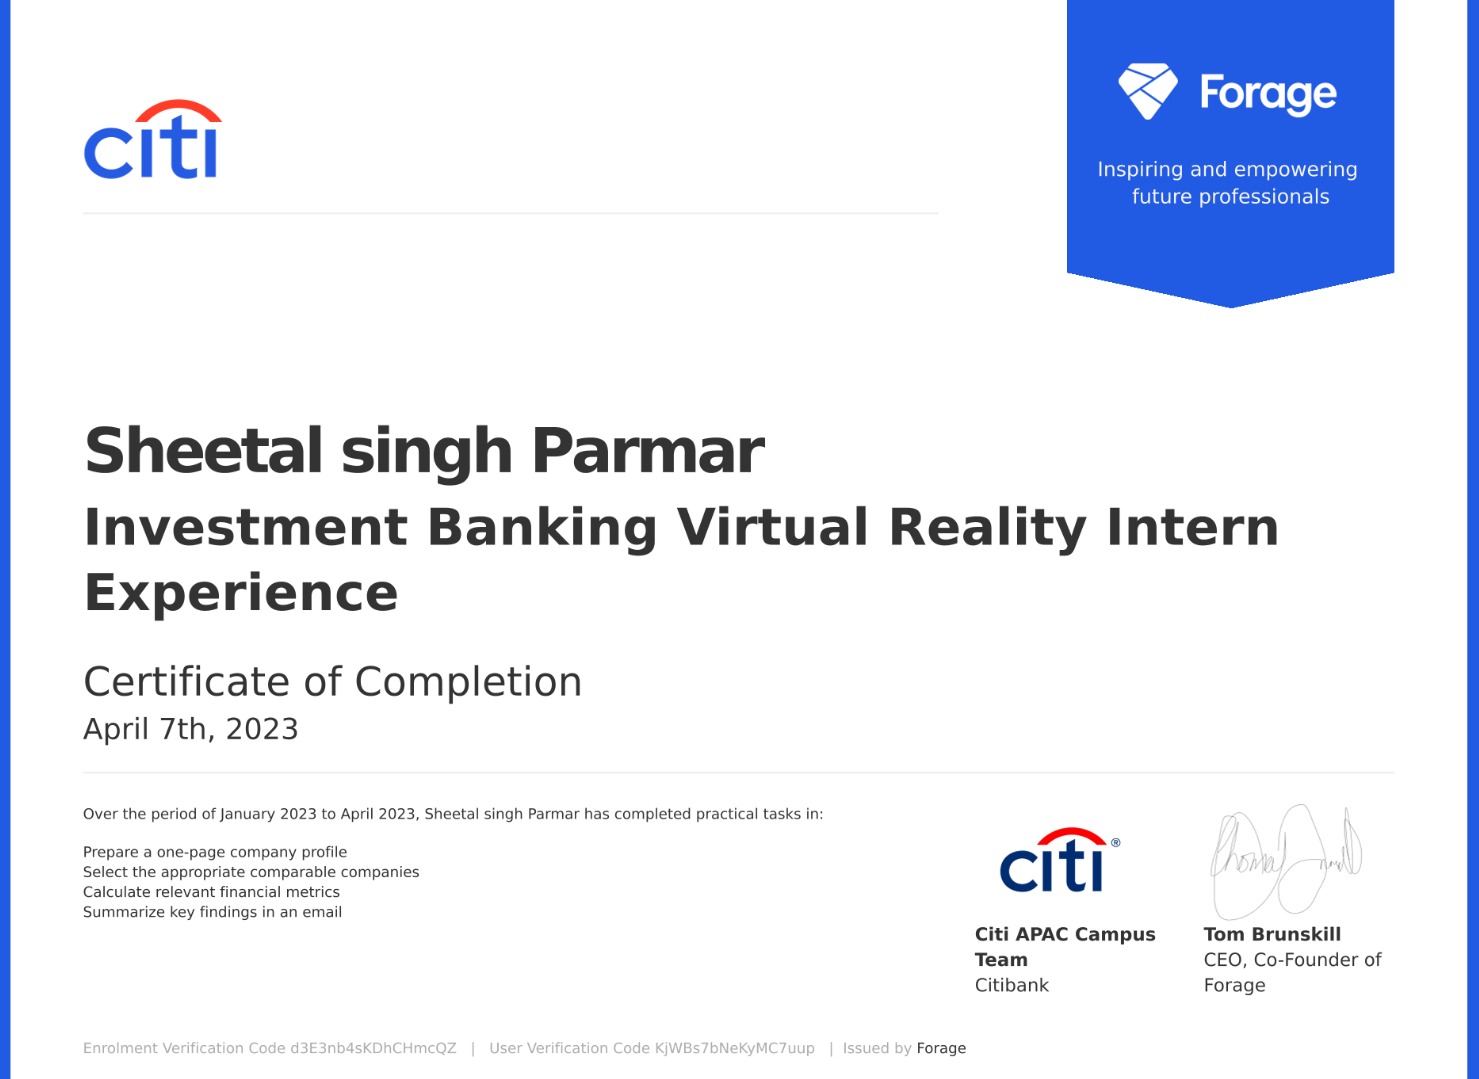 citi
Forage
Inspiring and empowering
future professionals
Sheetal singh Parmar
Investment Banking Virtual Reality Intern
Experience
Certificate of Completion
April 7th, 2023
Over the period of January 2023 to April 2023, Sheetal singh Parmar has completed practical tasks in:
Prepare a one-page company profile
Select the appropriate comparable companies
Calculate relevant financial metrics
Summarize key findings in an email
citi®
Citi APAC Campus
Team
Citibank
Tom Brunskill
CEO, Co-Founder of
Forage
Enrolment Verification Code d3E3nb4sKDhCHmcQZ | User Verification Code KjWBs7bNeKyMC7uup | Issued by Forage